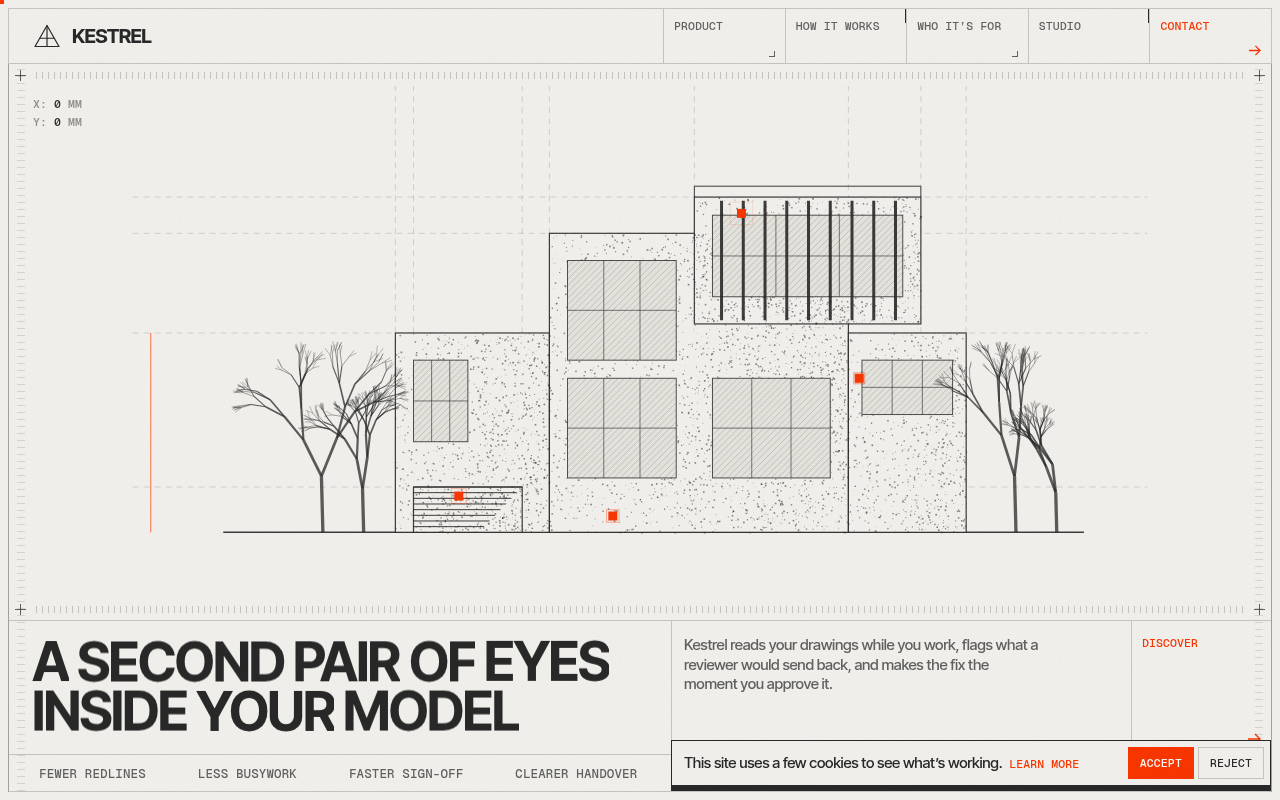 KESTREL
PRODUCT
HOW IT WORKS
WHO IT'S FOR
STUDIO
CONTACT
X: 0 MM
Y: 0 MM
A SECOND PAIR OF EYES
INSIDE YOUR MODEL
Kestrel reads your drawings while you work, flags what a
reviewer would send back, and makes the fix the
moment you approve it.
DISCOVER
FEWER REDLINES
LESS BUSYWORK
FASTER SIGN-OFF
CLEARER HANDOVER
This site uses a few cookies to see what's working. LEARN MORE
ACCEPT
REJECT